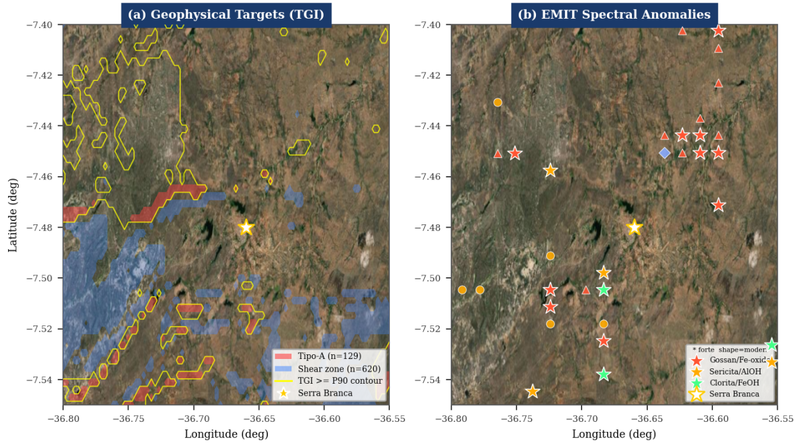 (a) Geophysical Targets (TGI)
(b) EMIT Spectral Anomalies
−7.40
−7.42
−7.44
−7.46
−7.48
−7.50
−7.52
−7.54
Latitude (deg)
Tipo-A (n=129)
Shear zone (n=620)
TGI >= P90 contour
Serra Branca
−36.80
−36.75
−36.70
−36.65
−36.60
−36.55
Longitude (deg)
−7.40
−7.42
−7.44
−7.46
−7.48
−7.50
−7.52
−7.54
* forte shape=moder.
Gossan/Fe-oxide
Sericita/AlOH
Clorita/FeOH
Serra Branca
−36.80
−36.75
−36.70
−36.65
−36.60
−36.55
Longitude (deg)